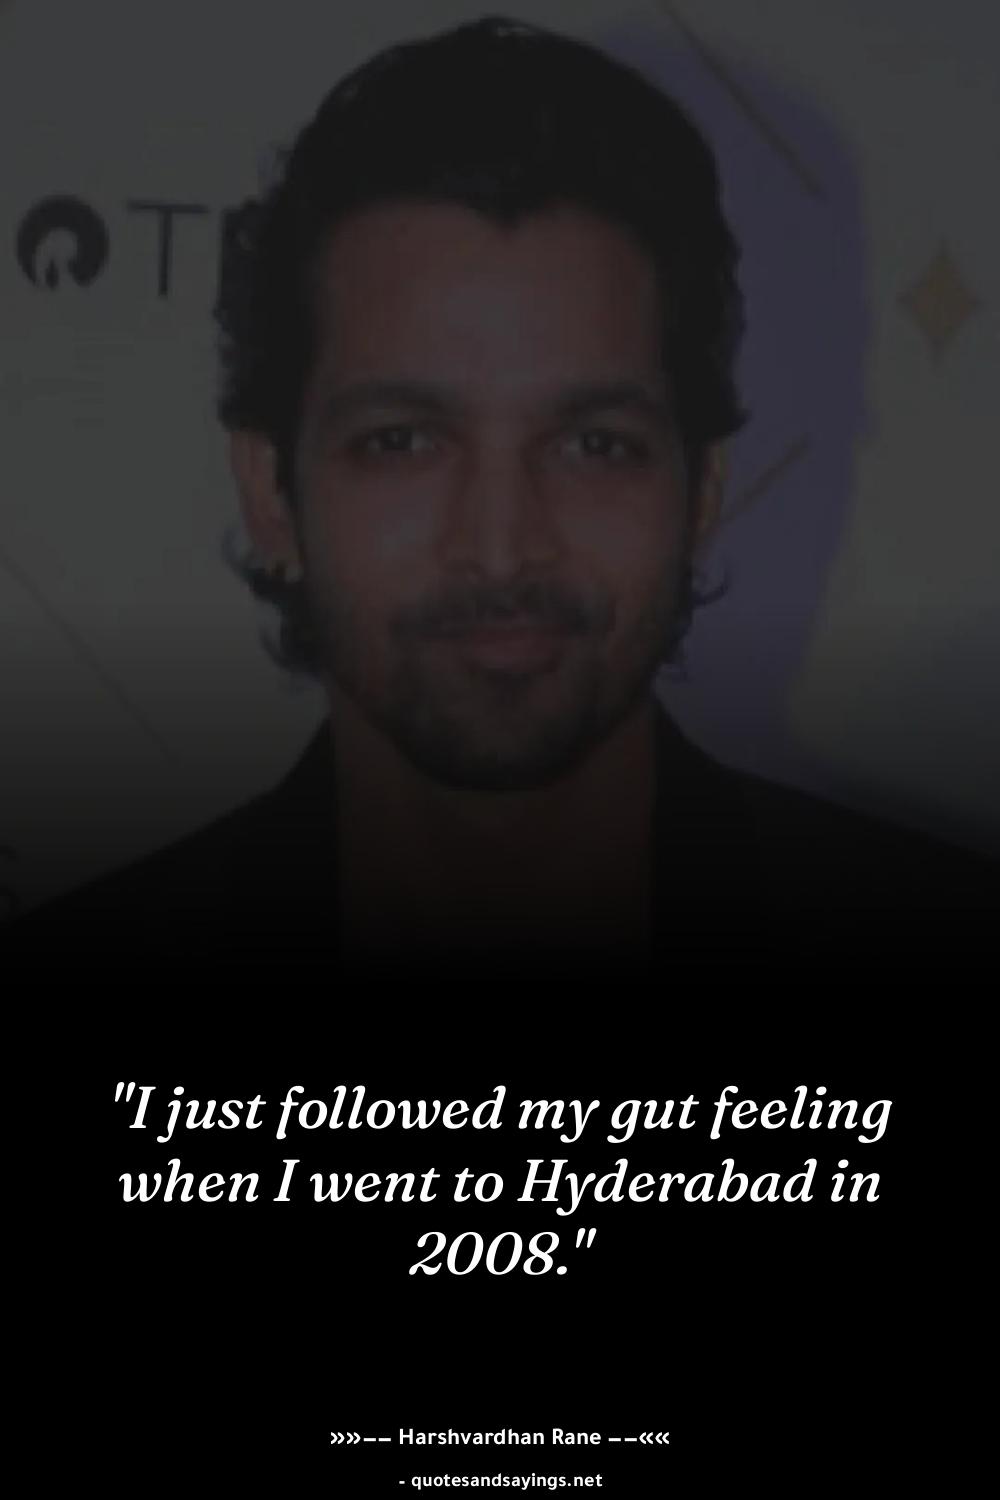 T
"I just followed my gut feeling
when I went to Hyderabad in
2008."
»»–– Harshvardhan Rane ––««
- quotesandsayings.net